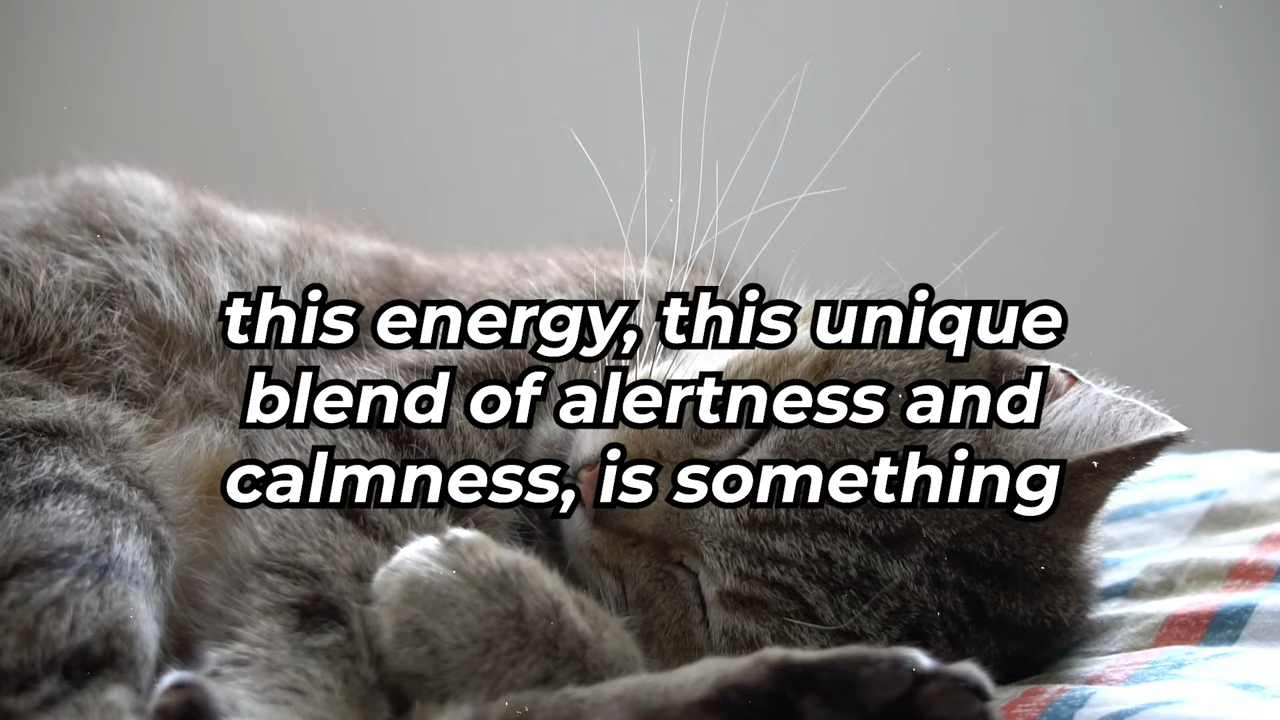 this energy, this unique
blend of alertness and
calmness, is something